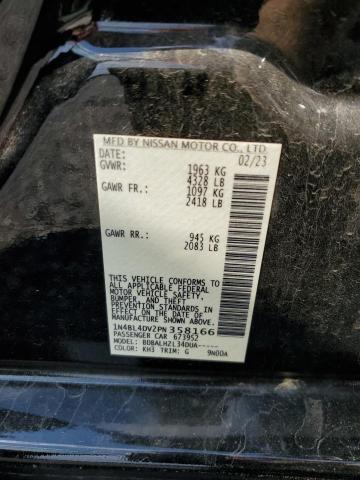 MFD BY NISSAN MOTOR CO., LTD.
DATE: 02/23
GVWR: 1963 KG
4328 LB
GAWR FR.: 1097 KG
2418 LB
GAWR RR.: 945 KG
2083 LB
THIS VEHICLE CONFORMS TO
ALL APPLICABLE FEDERAL
MOTOR VEHICLE SAFETY,
BUMPER, AND THEFT
PREVENTION STANDARDS IN
EFFECT ON THE DATE OF
MANUFACTURE SHOWN ABOVE.
1N4BL4DV2PN358166
PASSENGER CAR 673952
MODEL: BDBALHZL34DUA-----
COLOR: KH3 TRIM: G 9N00A